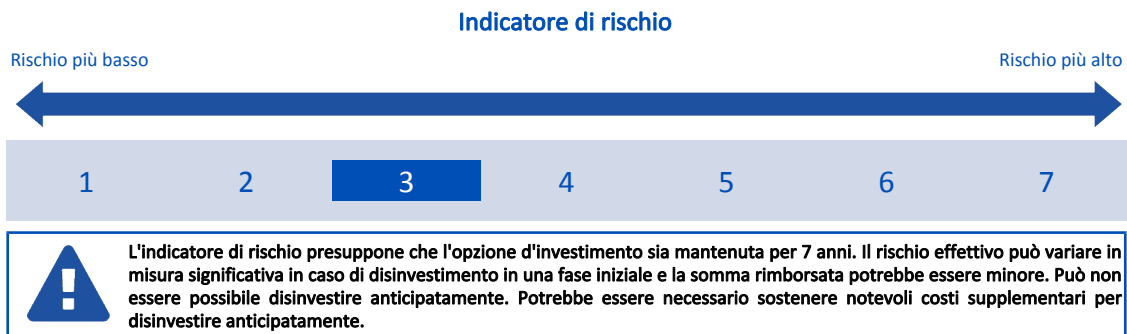 Indicatore di rischio
Rischio più basso
Rischio più alto
1 2 3 4 5 6 7
L'indicatore di rischio presuppone che l'opzione d'investimento sia mantenuta per 7 anni. Il rischio effettivo può variare in
misura significativa in caso di disinvestimento in una fase iniziale e la somma rimborsata potrebbe essere minore. Può non
essere possibile disinvestire anticipatamente. Potrebbe essere necessario sostenere notevoli costi supplementari per
disinvestire anticipatamente.